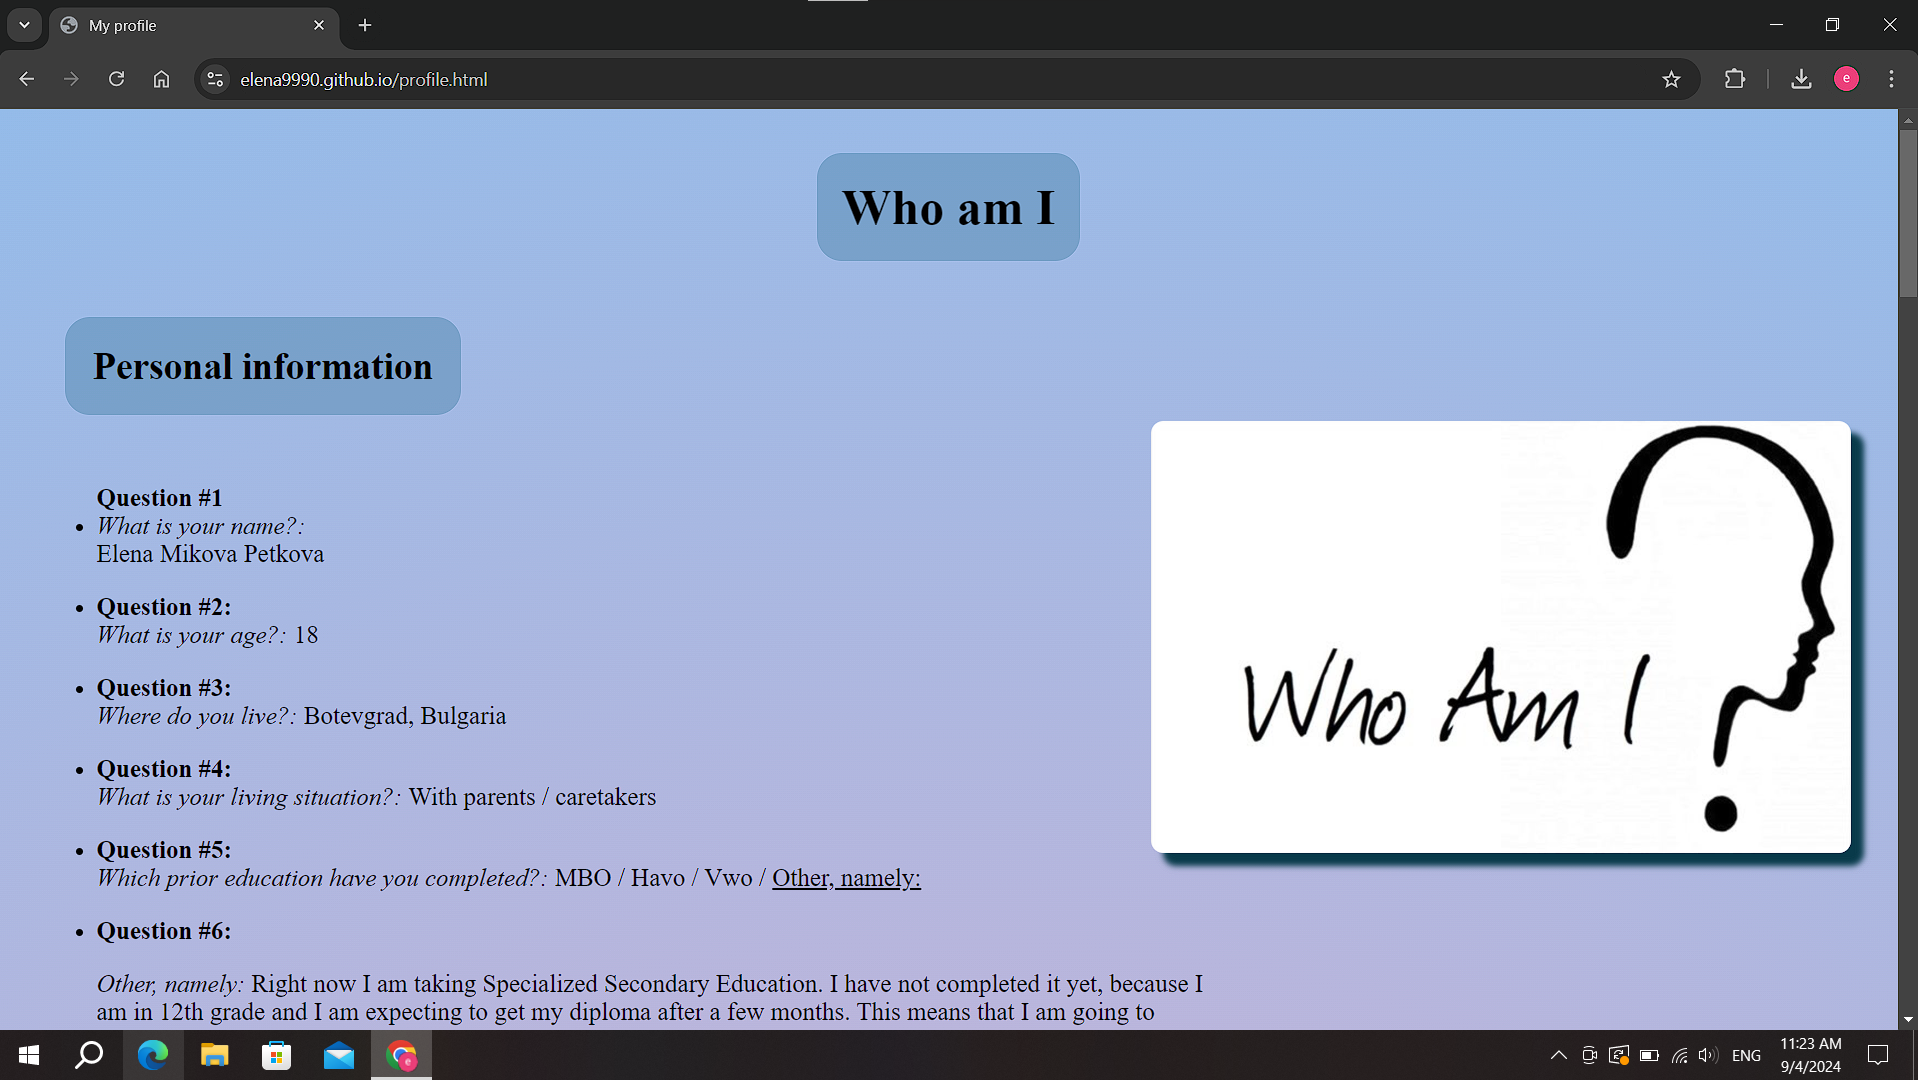 My profile
elena9990.github.io/profile.html
e
Who am I
Personal information
Question #1
What is your name?:
Elena Mikova Petkova
Question #2:
What is your age?: 18
Question #3:
Where do you live?: Botevgrad, Bulgaria
Question #4:
What is your living situation?: With parents / caretakers
Question #5:
Which prior education have you completed?: MBO / Havo / Vwo / Other, namely:
Question #6:
Other, namely: Right now I am taking Specialized Secondary Education. I have not completed it yet, because I
am in 12th grade and I am expecting to get my diploma after a few months. This means that I am going to
Who Am I
ENG
11:23 AM
9/4/2024